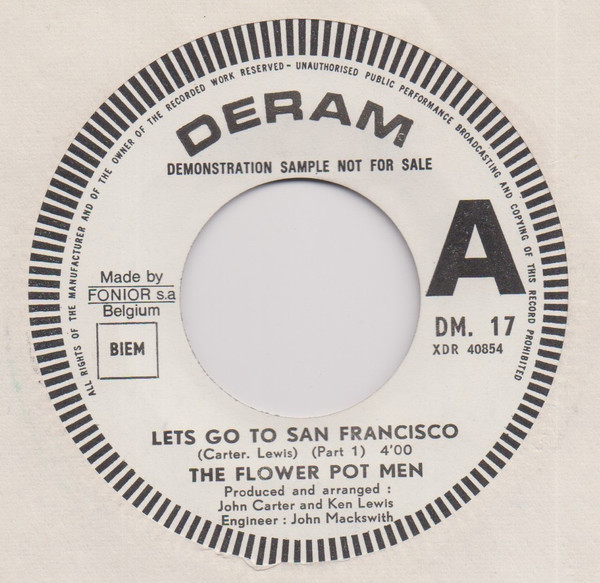 ALL RIGHTS OF THE MANUFACTURER AND OF THE OWNER OF THE RECORDED WORK RESERVED - UNAUTHORISED PUBLIC PERFORMANCE BROADCASTING AND COPYING OF THIS RECORD PROHIBITED
DERAM
DEMONSTRATION SAMPLE NOT FOR SALE
A
Made by
FONIOR s.a
Belgium
BIEM
DM. 17
XDR 40854
LETS GO TO SAN FRANCISCO
(Carter. Lewis) (Part 1) 4'00
THE FLOWER POT MEN
Produced and arranged :
John Carter and Ken Lewis
Engineer : John Mackswith